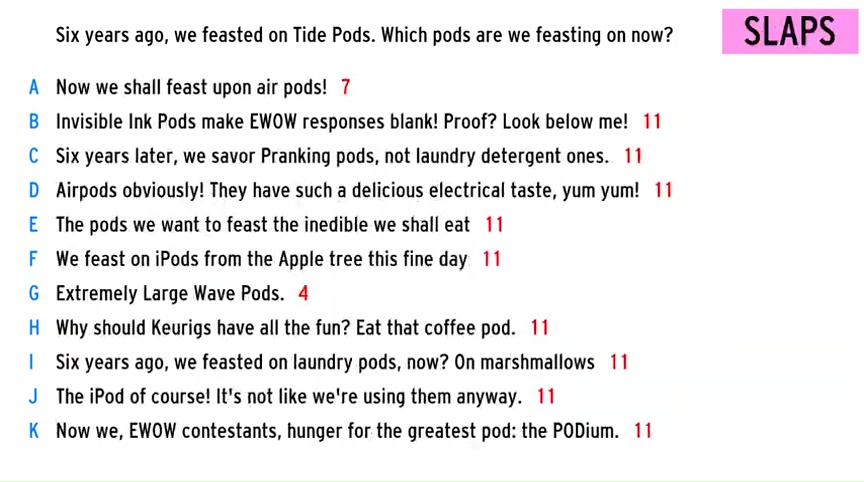 Six years ago, we feasted on Tide Pods. Which pods are we feasting on now?
SLAPS
A Now we shall feast upon air pods! 7
B Invisible Ink Pods make EWOW responses blank! Proof? Look below me! 11
C Six years later, we savor Pranking pods, not laundry detergent ones. 11
D Airpods obviously! They have such a delicious electrical taste, yum yum! 11
E The pods we want to feast the inedible we shall eat 11
F We feast on iPods from the Apple tree this fine day 11
G Extremely Large Wave Pods. 4
H Why should Keurigs have all the fun? Eat that coffee pod. 11
I Six years ago, we feasted on laundry pods, now? On marshmallows 11
J The iPod of course! It's not like we're using them anyway. 11
K Now we, EWOW contestants, hunger for the greatest pod: the PODium. 11